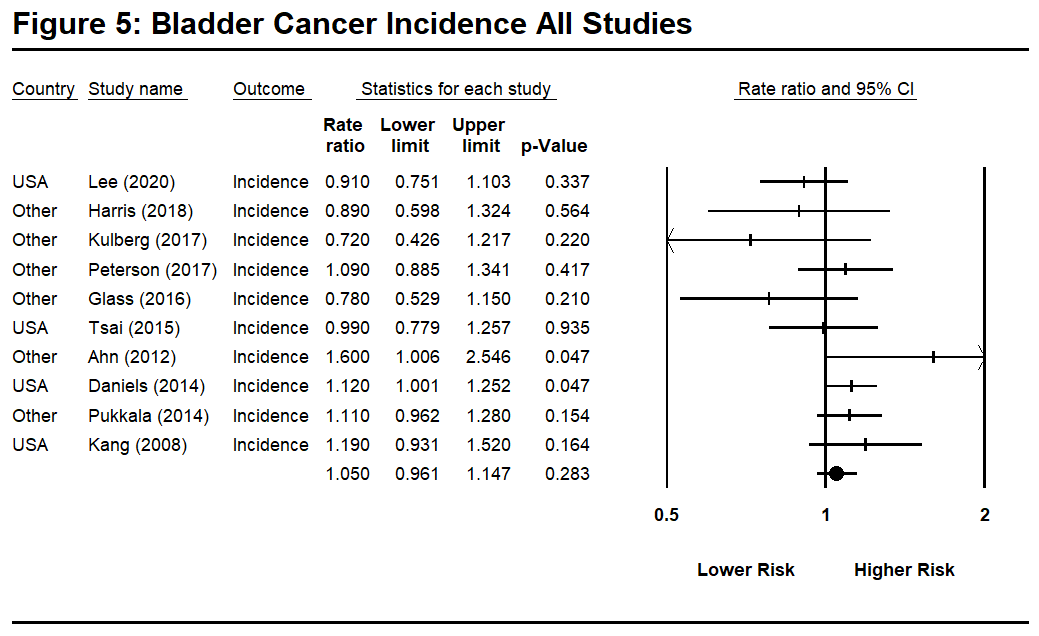 Figure 5: Bladder Cancer Incidence All Studies
Country Study name Outcome Statistics for each study Rate ratio and 95% CI
Rate Lower Upper
ratio limit limit p-Value
USA Lee (2020) Incidence 0.910 0.751 1.103 0.337
Other Harris (2018) Incidence 0.890 0.598 1.324 0.564
Other Kulberg (2017) Incidence 0.720 0.426 1.217 0.220
Other Peterson (2017) Incidence 1.090 0.885 1.341 0.417
Other Glass (2016) Incidence 0.780 0.529 1.150 0.210
USA Tsai (2015) Incidence 0.990 0.779 1.257 0.935
Other Ahn (2012) Incidence 1.600 1.006 2.546 0.047
USA Daniels (2014) Incidence 1.120 1.001 1.252 0.047
Other Pukkala (2014) Incidence 1.110 0.962 1.280 0.154
USA Kang (2008) Incidence 1.190 0.931 1.520 0.164
1.050 0.961 1.147 0.283
0.5 1 2
Lower Risk Higher Risk